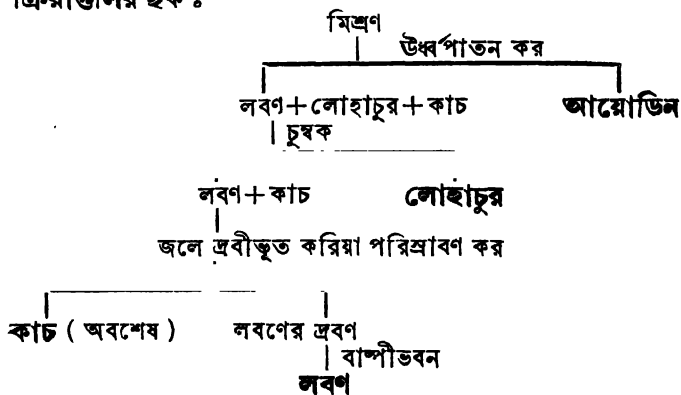 মিশ্রণ
ঊর্ধ্বপাতন কর
লবণ+লোহাচুর+কাচ আয়োডিন
চুম্বক
লবণ+কাচ লোহাচুর
জলে দ্রবীভূত করিয়া পরিস্রাবণ কর
কাচ ( অবশেষ ) লবণের দ্রবণ
বাষ্পীভবন
লবণ